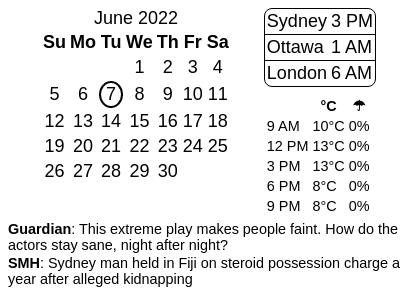 June 2022
Su Mo Tu We Th Fr Sa
1 2 3 4
5 6 7 8 9 10 11
12 13 14 15 16 17 18
19 20 21 22 23 24 25
26 27 28 29 30
Sydney 3 PM
Ottawa 1 AM
London 6 AM
°C ☂
9 AM 10°C 0%
12 PM 13°C 0%
3 PM 13°C 0%
6 PM 8°C 0%
9 PM 8°C 0%
Guardian: This extreme play makes people faint. How do the
actors stay sane, night after night?
SMH: Sydney man held in Fiji on steroid possession charge a
year after alleged kidnapping